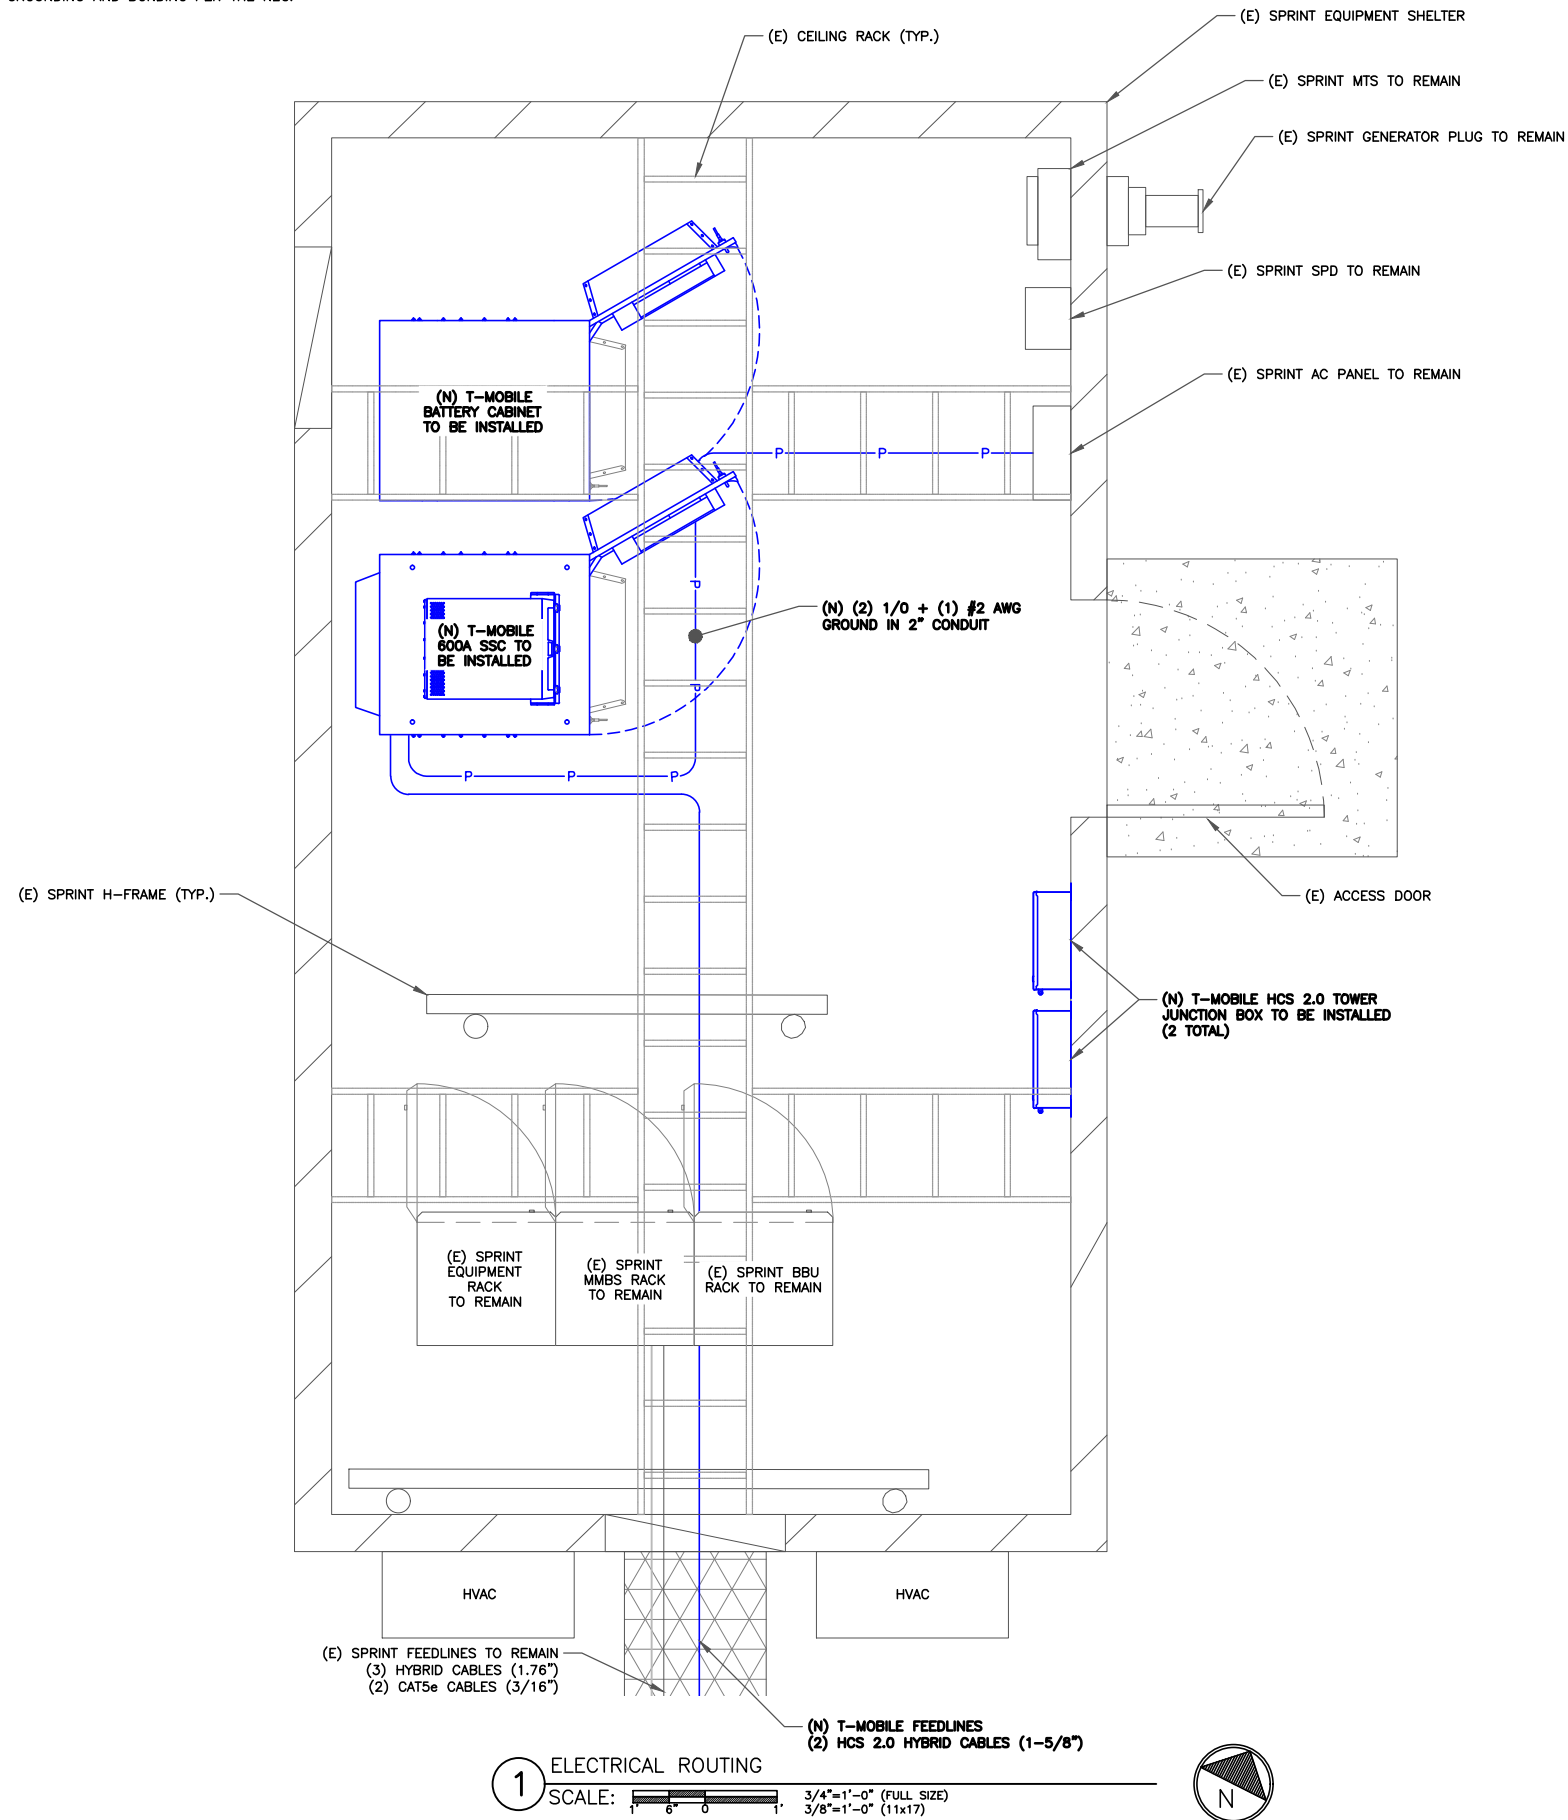 (E) SPRINT EQUIPMENT SHELTER
(E) CEILING RACK (TYP.)
(E) SPRINT MTS TO REMAIN
(E) SPRINT GENERATOR PLUG TO REMAIN
(E) SPRINT SPD TO REMAIN
(E) SPRINT AC PANEL TO REMAIN
(N) T-MOBILE
BATTERY CABINET
TO BE INSTALLED
P P P
P
(N) (2) 1/0 + (1) #2 AWG
GROUND IN 2" CONDUIT
(N) T-MOBILE
600A SSC TO
BE INSTALLED
P
P P P
(E) SPRINT H-FRAME (TYP.)
(E) ACCESS DOOR
(N) T-MOBILE HCS 2.0 TOWER
JUNCTION BOX TO BE INSTALLED
(2 TOTAL)
(E) SPRINT
EQUIPMENT
RACK
TO REMAIN
(E) SPRINT
MMBS RACK
TO REMAIN
(E) SPRINT BBU
RACK TO REMAIN
HVAC
HVAC
(E) SPRINT FEEDLINES TO REMAIN
(3) HYBRID CABLES (1.76")
(2) CAT5e CABLES (3/16")
(N) T-MOBILE FEEDLINES
(2) HCS 2.0 HYBRID CABLES (1-5/8")
1
ELECTRICAL ROUTING
SCALE:
1' 6" 0 1'
3/4"=1'-0" (FULL SIZE)
3/8"=1'-0" (11x17)
N